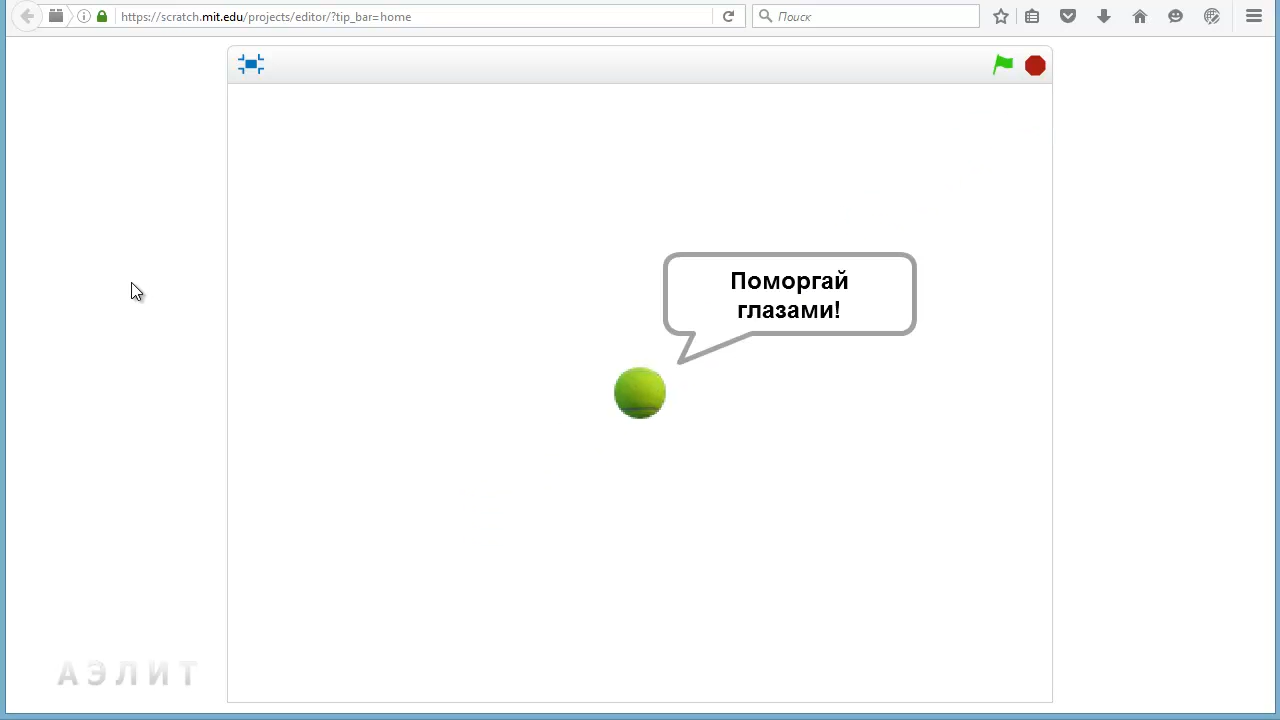 https://scratch.mit.edu/projects/editor/?tip_bar=home
Поиск
Поморгай
глазами!
АЭЛИТ